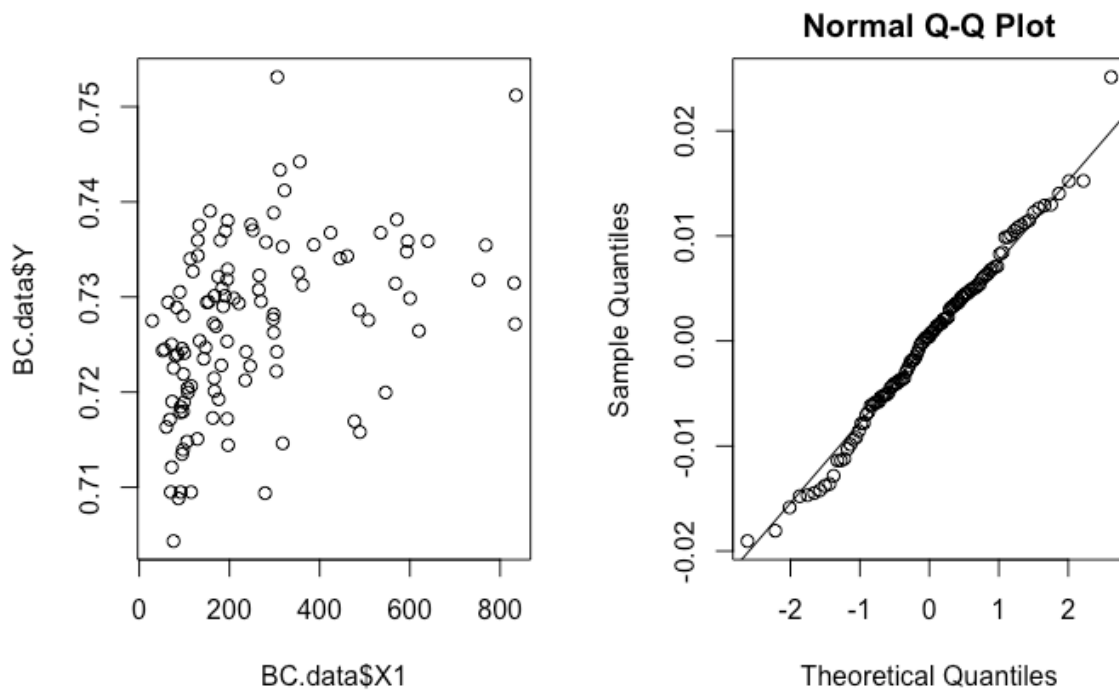 BC.data$Y
0.71 0.72 0.73 0.74 0.75
0 200 400 600 800
BC.data$X1
Normal Q-Q Plot
Sample Quantiles
-0.02 -0.01 0.00 0.01 0.02
-2 -1 0 1 2
Theoretical Quantiles